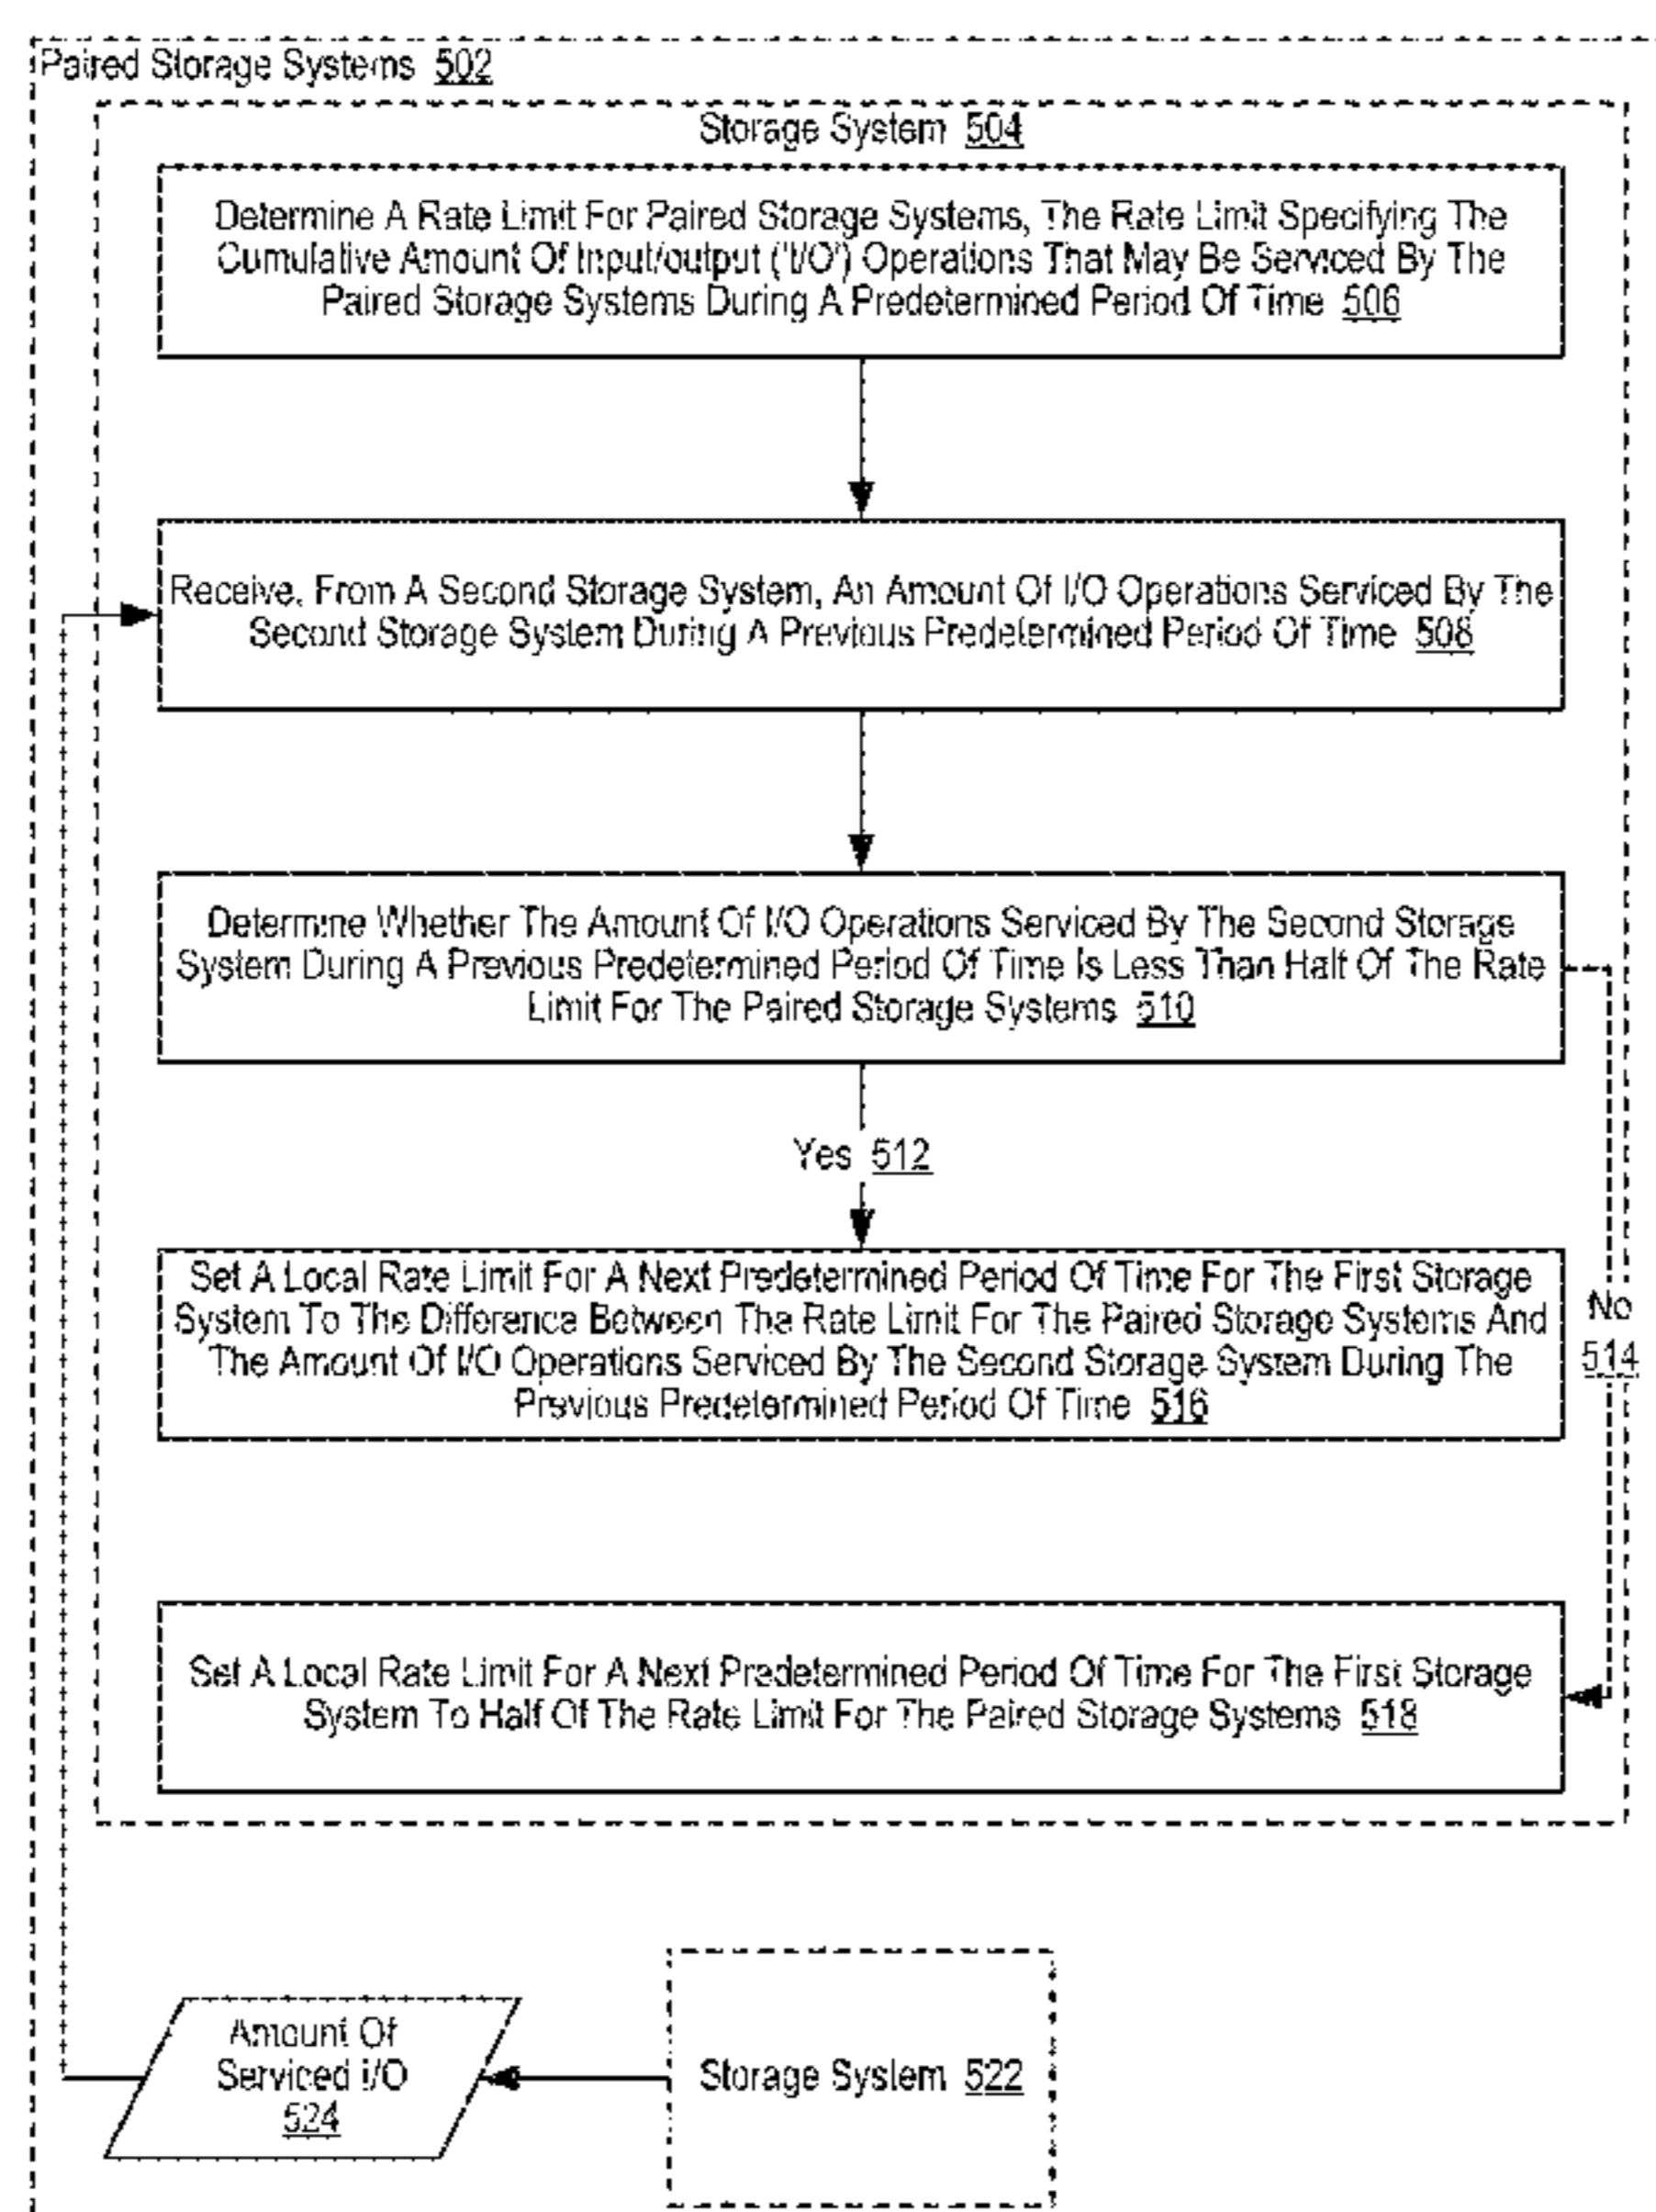 Paired Storage Systems 502
Storage System 504
Determine A Rate Limit For Paired Storage Systems, The Rate Limit Specifying The
Cumulative Amount Of Input/output ('I/O') Operations That May Be Serviced By The
Paired Storage Systems During A Predetermined Period Of Time 506
Receive, From A Second Storage System, An Amount Of I/O Operations Serviced By The
Second Storage System During A Previous Predetermined Period Of Time 508
Determine Whether The Amount Of I/O Operations Serviced By The Second Storage
System During A Previous Predetermined Period Of Time Is Less Than Half Of The Rate
Limit For The Paired Storage Systems 510
Yes 512
Set A Local Rate Limit For A Next Predetermined Period Of Time For The First Storage
System To The Difference Between The Rate Limit For The Paired Storage Systems And
The Amount Of I/O Operations Serviced By The Second Storage System During The
Previous Predetermined Period Of Time 516
No
514
Set A Local Rate Limit For A Next Predetermined Period Of Time For The First Storage
System To Half Of The Rate Limit For The Paired Storage Systems 518
Amount Of
Serviced I/O
524
Storage System 522